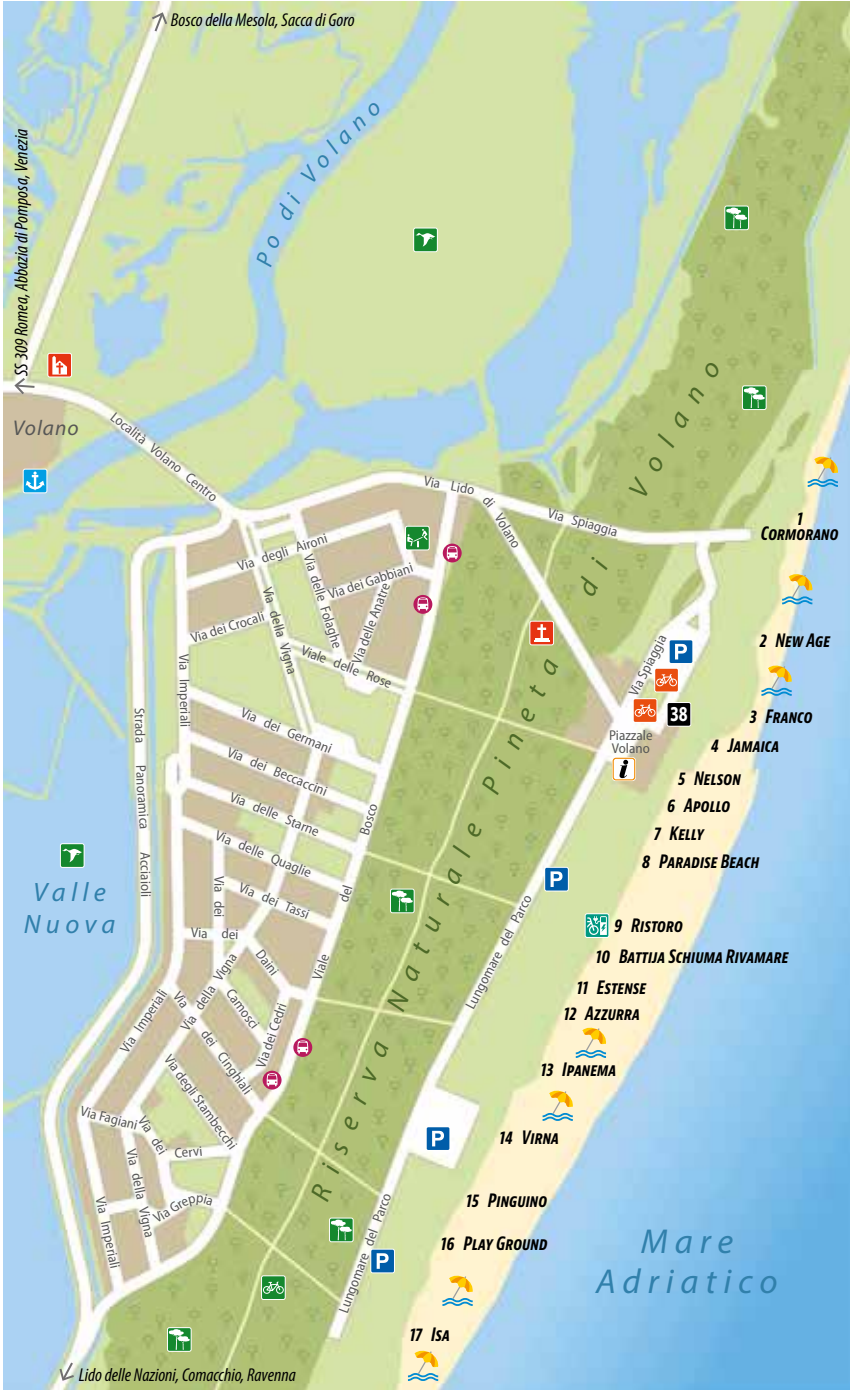 Bosco della Mesola, Sacca di Goro
SS 309 Romea, Abbazia di Pomposa, Venezia
Po di Volano
Volano
Località Volano Centro
Via Lido di Volano
Via Spiaggia
1
CORMORANO
Via degli Aironi
Via delle Folaghe
Via dei Gabbiani
Via delle Anatre
Via dei Crocali
Via della Vigna
Viale delle Rose
Via Imperiali
Via Spiaggia
P
2 NEW AGE
38
3 FRANCO
Piazzale
Volano
i
4 JAMAICA
5 NELSON
6 APOLLO
7 KELLY
8 PARADISE BEACH
Strada Panoramica Acciaioli
Via dei Germani
Via dei Beccaccini
Via delle Starne
Via delle Quaglie
Via dei Tassi
Viale del Bosco
Riserva Naturale Pineta di Volano
P
Lungomare del Parco
Valle
Nuova
9 RISTORO
10 BATTIJA SCHIUMA RIVAMARE
11 ESTENSE
12 AZZURRA
13 IPANEMA
Via dei Daini
Via dei Camosci
Via della Vigna
Via dei Cedri
Via Imperiali
Via dei Cinghiali
Via degli Stambecchi
Via Fagiani
Via dei Cervi
Via della Vigna
Via Greppia
Via Imperiali
P
14 VIRNA
15 PINGUINO
16 PLAY GROUND
Lungomare del Parco
P
Mare
Adriatico
17 ISA
Lido delle Nazioni, Comacchio, Ravenna